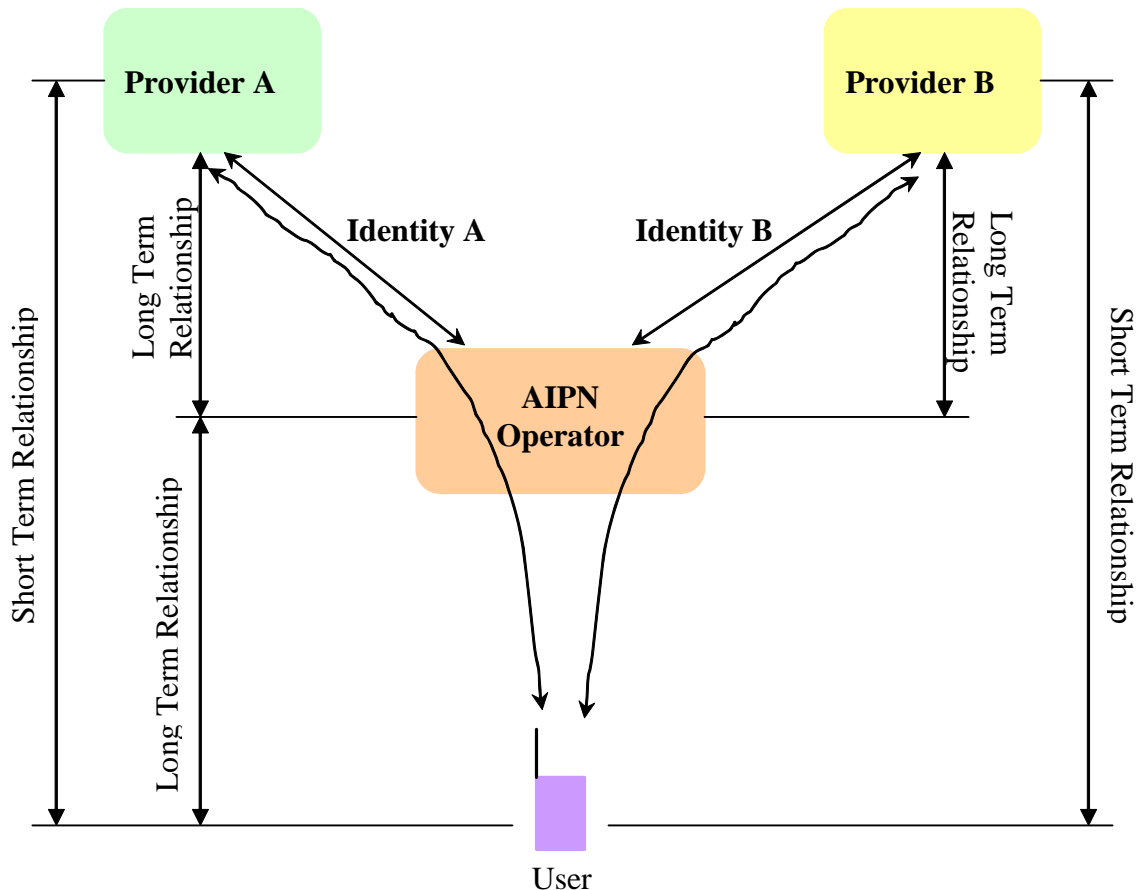 Provider A
Provider B
Identity A
Identity B
Long Term
Relationship
Long Term
Relationship
AIPN
Operator
Short Term Relationship
Long Term Relationship
Short Term Relationship
User